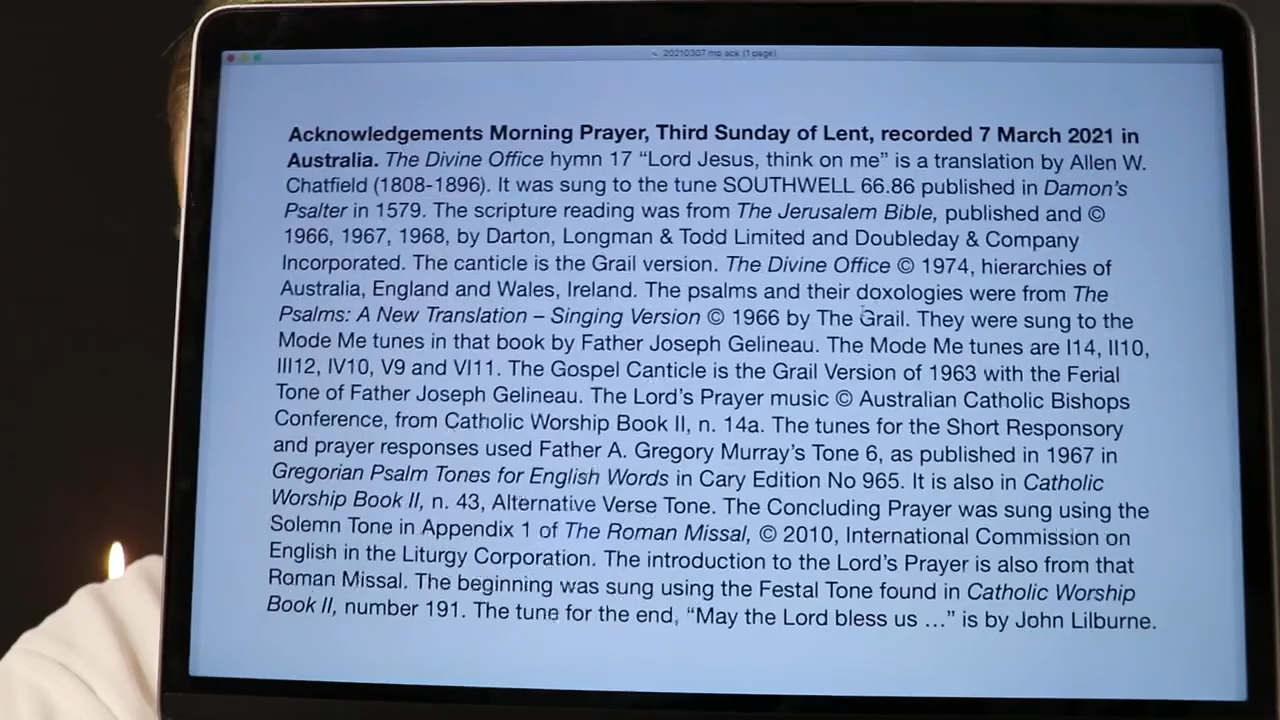 20210307 mp ack (1 page)
Acknowledgements Morning Prayer, Third Sunday of Lent, recorded 7 March 2021 in
Australia. The Divine Office hymn 17 “Lord Jesus, think on me” is a translation by Allen W.
Chatfield (1808-1896). It was sung to the tune SOUTHWELL 66.86 published in Damon’s
Psalter in 1579. The scripture reading was from The Jerusalem Bible, published and ©
1966, 1967, 1968, by Darton, Longman & Todd Limited and Doubleday & Company
Incorporated. The canticle is the Grail version. The Divine Office © 1974, hierarchies of
Australia, England and Wales, Ireland. The psalms and their doxologies were from The
Psalms: A New Translation – Singing Version © 1966 by The Grail. They were sung to the
Mode Me tunes in that book by Father Joseph Gelineau. The Mode Me tunes are I14, II10,
III12, IV10, V9 and VI11. The Gospel Canticle is the Grail Version of 1963 with the Ferial
Tone of Father Joseph Gelineau. The Lord’s Prayer music © Australian Catholic Bishops
Conference, from Catholic Worship Book II, n. 14a. The tunes for the Short Responsory
and prayer responses used Father A. Gregory Murray’s Tone 6, as published in 1967 in
Gregorian Psalm Tones for English Words in Cary Edition No 965. It is also in Catholic
Worship Book II, n. 43, Alternative Verse Tone. The Concluding Prayer was sung using the
Solemn Tone in Appendix 1 of The Roman Missal, © 2010, International Commission on
English in the Liturgy Corporation. The introduction to the Lord’s Prayer is also from that
Roman Missal. The beginning was sung using the Festal Tone found in Catholic Worship
Book II, number 191. The tune for the end, “May the Lord bless us …” is by John Lilburne.